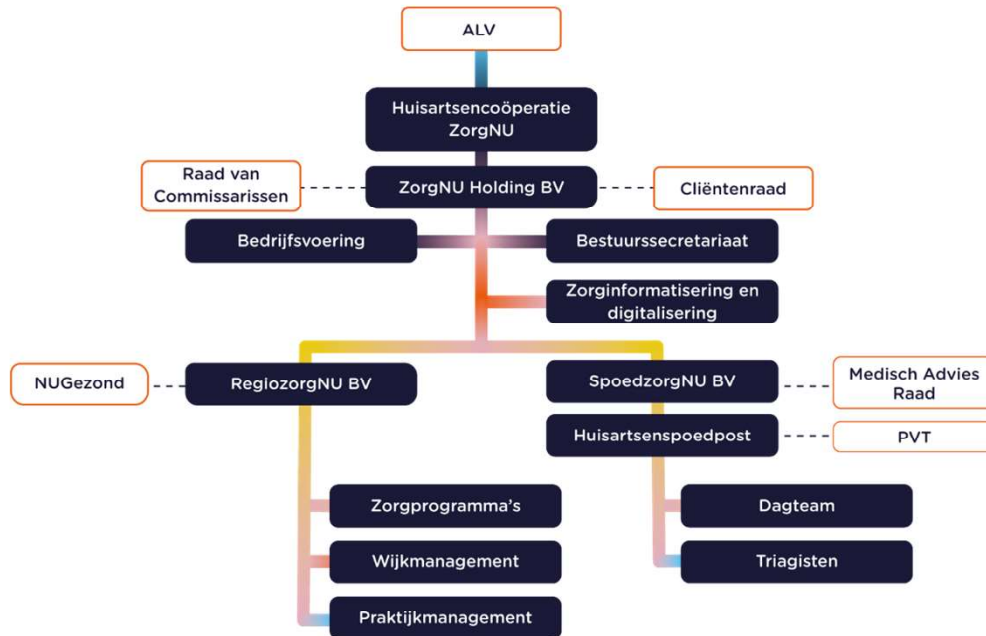 ALV
Huisartsencoöperatie
ZorgNU
Raad van
Commissarissen
ZorgNU Holding BV
Cliëntenraad
Bedrijfsvoering
Bestuurssecretariaat
Zorginformatisering en
digitalisering
NUGezond
RegiozorgNU BV
SpoedzorgNU BV
Medisch Advies
Raad
Huisartsenspoedpost
PVT
Zorgprogramma's
Dagteam
Wijkmanagement
Triagisten
Praktijkmanagement